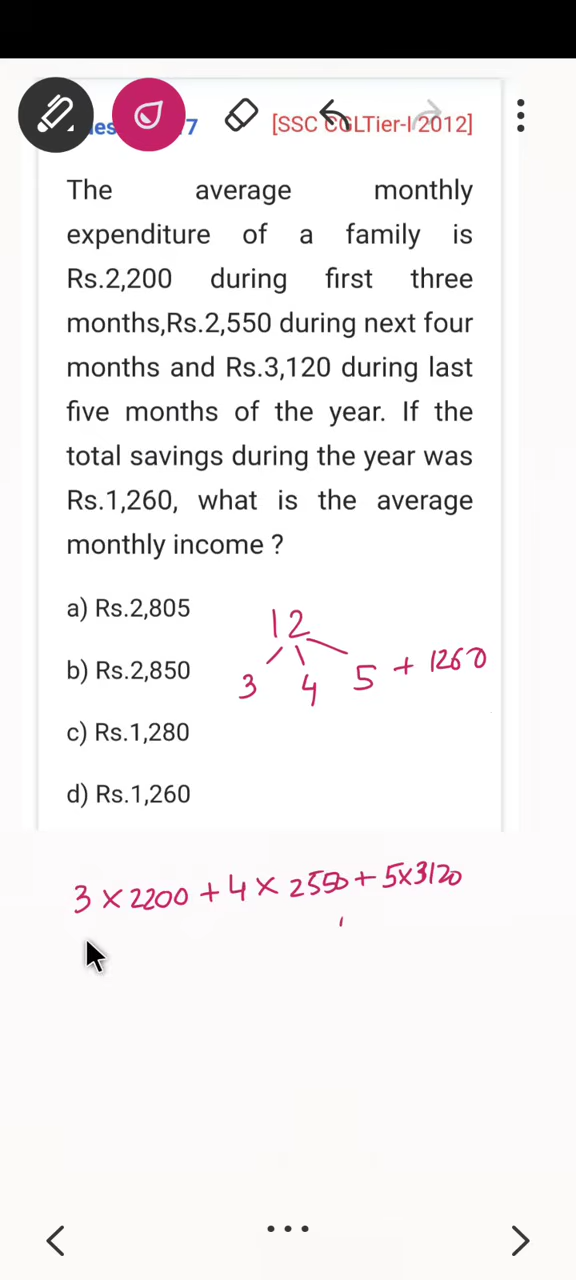 7 [SSC CGLTier-I 2012]
The average monthly
expenditure of a family is
Rs.2,200 during first three
months,Rs.2,550 during next four
months and Rs.3,120 during last
five months of the year. If the
total savings during the year was
Rs.1,260, what is the average
monthly income ?
a) Rs.2,805
b) Rs.2,850
c) Rs.1,280
d) Rs.1,260
12
3 4 5 + 1260
3 × 2200 + 4 × 2550 + 5×3120